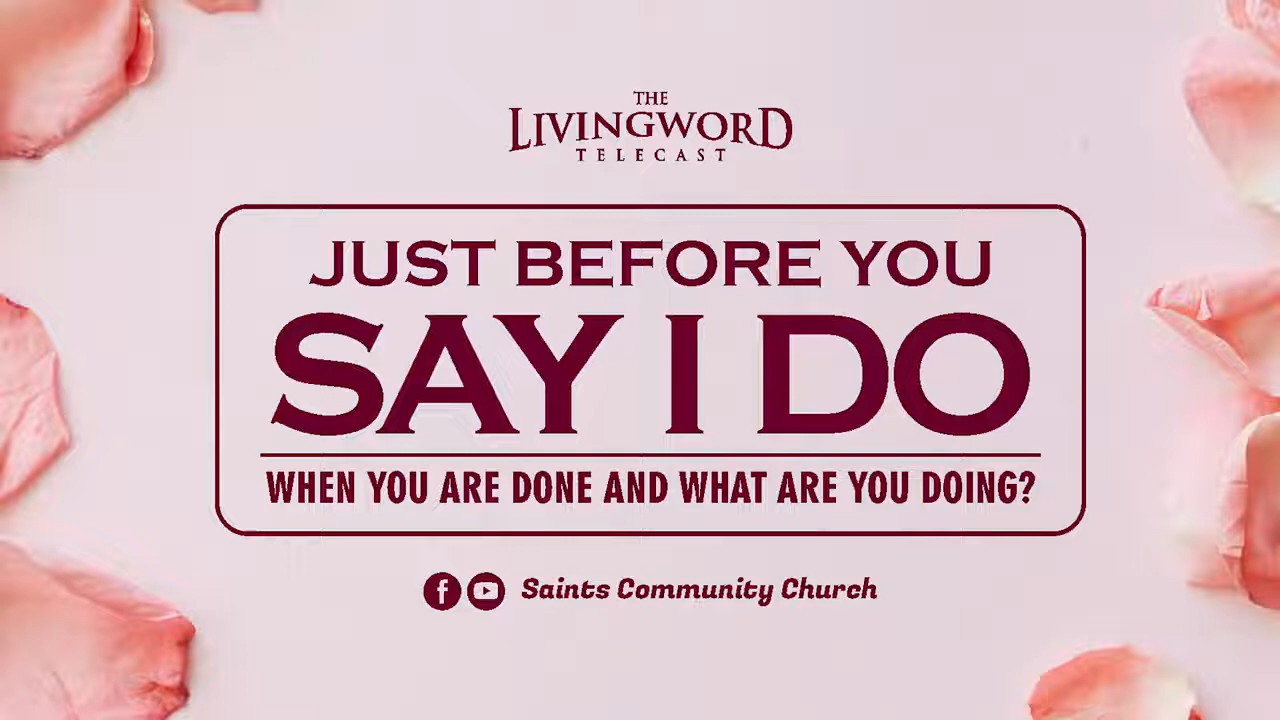 THE
LIVINGWORD
TELECAST
JUST BEFORE YOU
SAY I DO
WHEN YOU ARE DONE AND WHAT ARE YOU DOING?
Saints Community Church